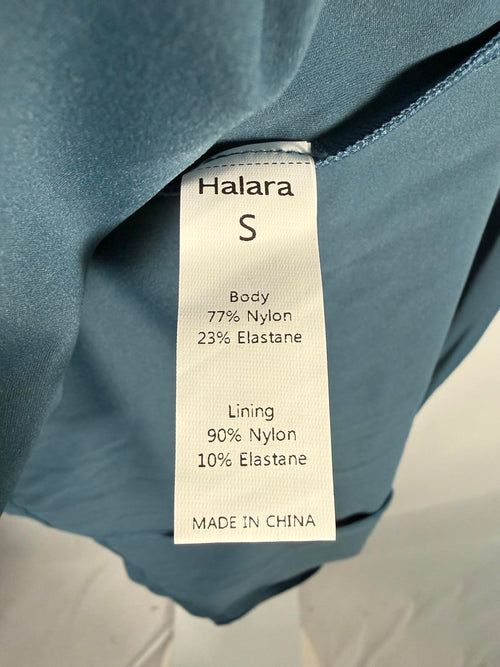 Halara
S
Body
77% Nylon
23% Elastane
Lining
90% Nylon
10% Elastane
MADE IN CHINA